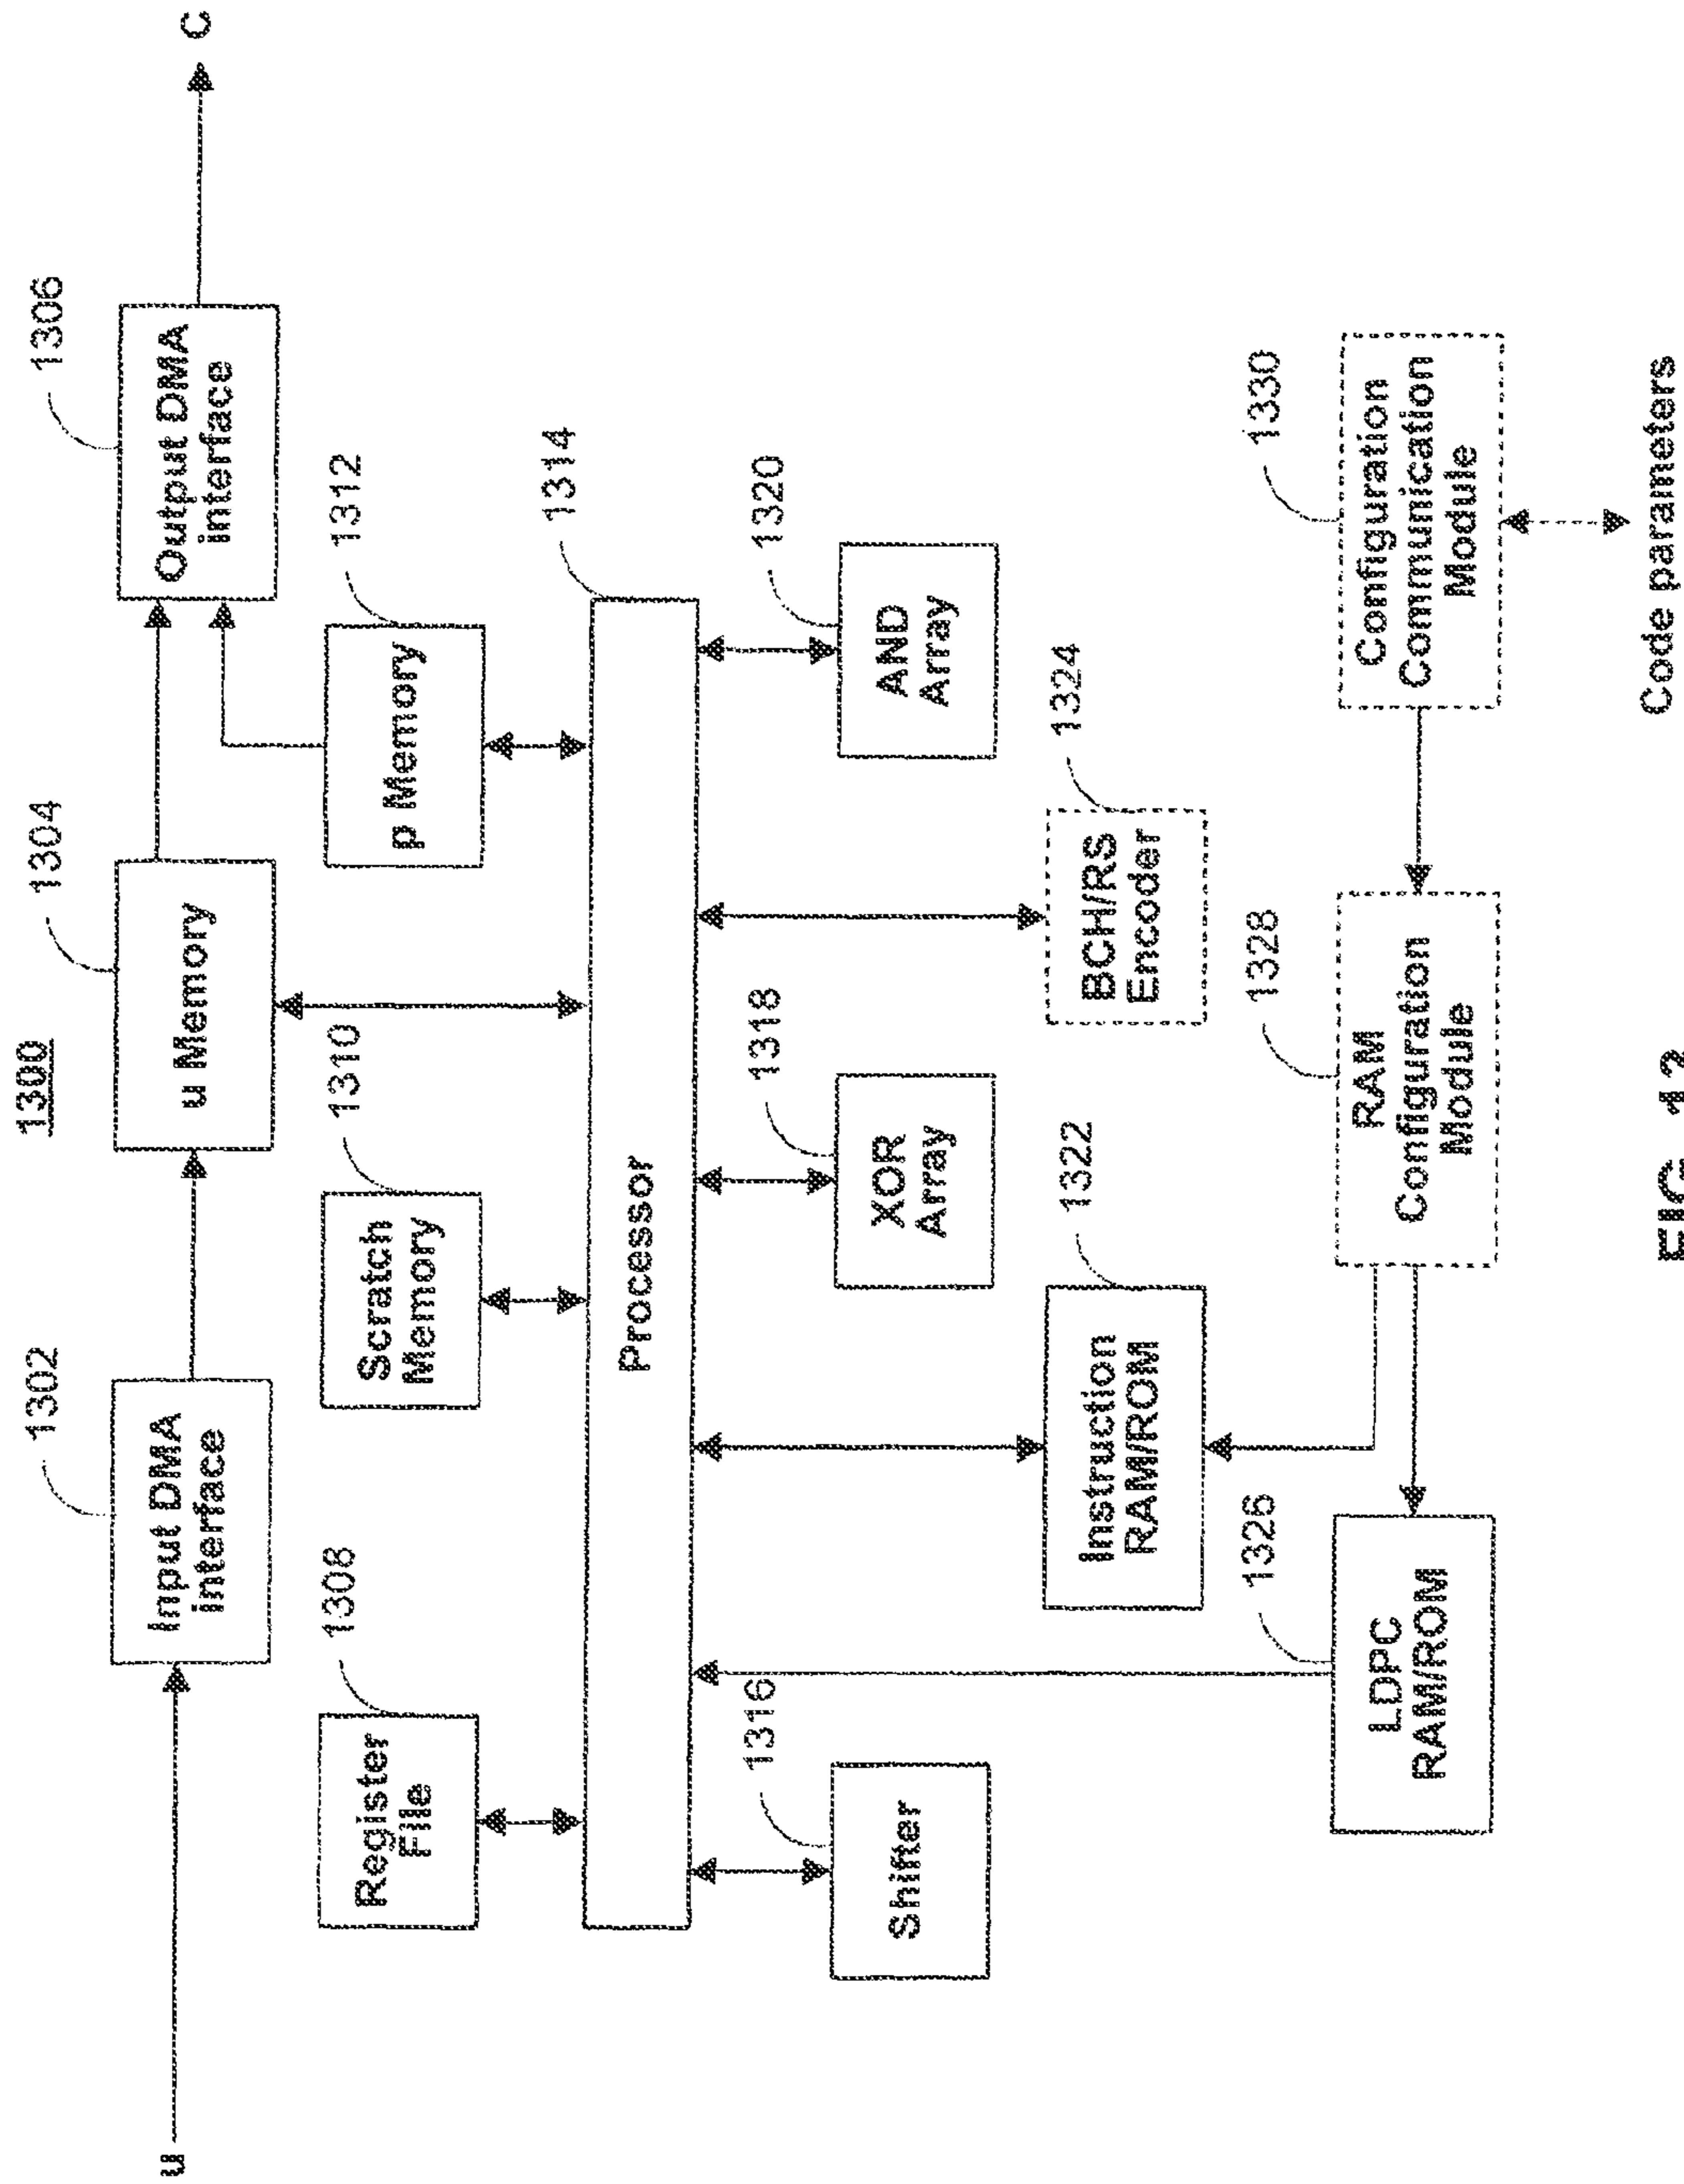 1300
u
1302
Input DMA
interface
1304
u Memory
1306
Output DMA
interface
C
1308
Register
File
1310
Scratch
Memory
1312
p Memory
1314
Processor
1316
Shifter
1318
XOR
Array
1320
AND
Array
1322
Instruction
RAM/ROM
1324
BCH/RS
Encoder
1326
LDPC
RAM/ROM
1328
RAM
Configuration
Module
1330
Configuration
Communication
Module
Code parameters
FIG. 13